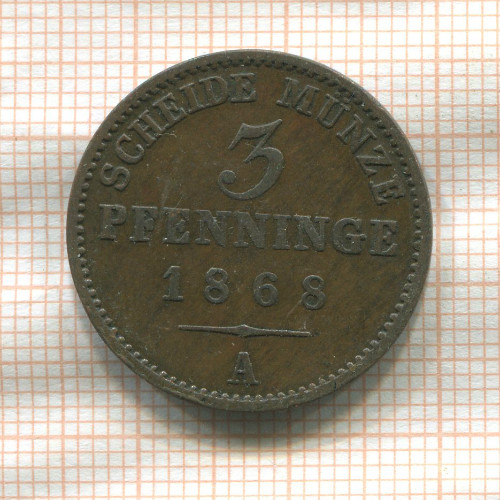 SCHEIDE MÜNZE
3
PFENNINGE
1868
A